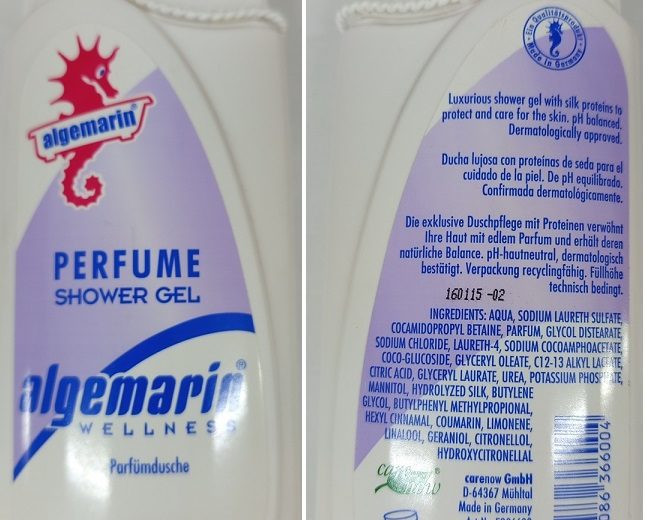 algemarin®
PERFUME
SHOWER GEL
algemarin®
WELLNESS
Parfümdusche
Ein Qualitätsprodukt
Made in Germany
Luxurious shower gel with silk proteins to
protect and care for the skin. pH balanced.
Dermatologically approved.
Ducha lujosa con proteínas de seda para el
cuidado de la piel. De pH equilibrado.
Confirmada dermatológicamente.
Die exklusive Duschpflege mit Proteinen verwöhnt
Ihre Haut mit edlem Parfum und erhält deren
natürliche Balance. pH-hautneutral, dermatologisch
bestätigt. Verpackung recyclingfähig. Füllhöhe
technisch bedingt.
160115 -02
INGREDIENTS: AQUA, SODIUM LAURETH SULFATE,
COCAMIDOPROPYL BETAINE, PARFUM, GLYCOL DISTEARATE,
SODIUM CHLORIDE, LAURETH-4, SODIUM COCOAMPHOACETATE,
COCO-GLUCOSIDE, GLYCERYL OLEATE, C12-13 ALKYL LACTATE,
CITRIC ACID, GLYCERYL LAURATE, UREA, POTASSIUM PHOSPHATE,
MANNITOL, HYDROLYZED SILK, BUTYLENE
GLYCOL, BUTYLPHENYL METHYLPROPIONAL,
HEXYL CINNAMAL, COUMARIN, LIMONENE,
LINALOOL, GERANIOL, CITRONELLOL,
HYDROXYCITRONELLAL
care now
carenow GmbH
D-64367 Mühltal
Made in Germany
086 366004